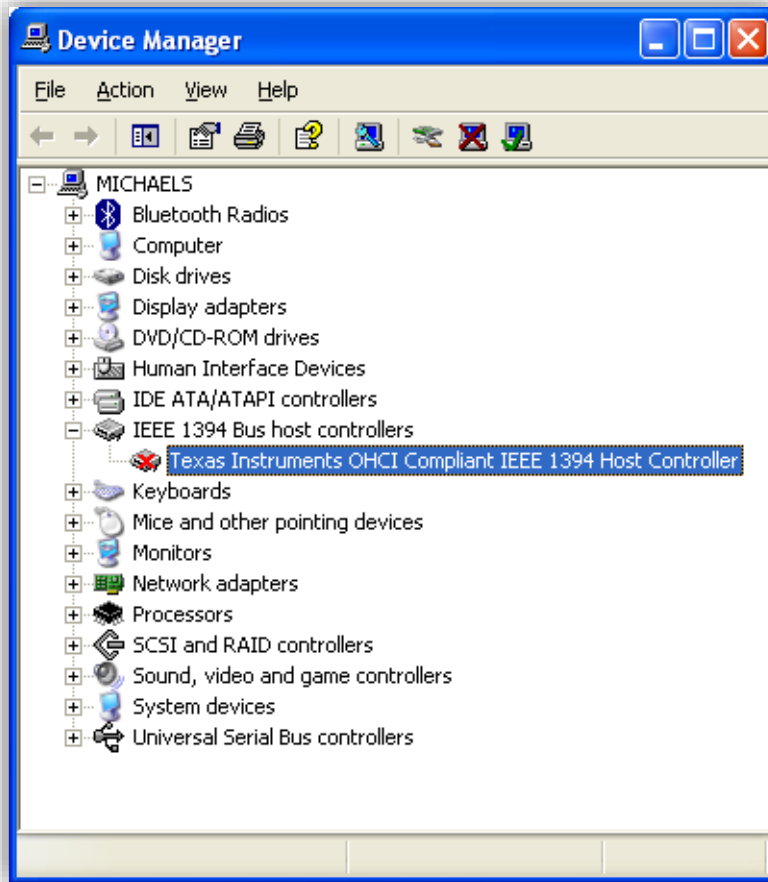 Device Manager
File Action View Help
MICHAELS
Bluetooth Radios
Computer
Disk drives
Display adapters
DVD/CD-ROM drives
Human Interface Devices
IDE ATA/ATAPI controllers
IEEE 1394 Bus host controllers
Texas Instruments OHCI Compliant IEEE 1394 Host Controller
Keyboards
Mice and other pointing devices
Monitors
Network adapters
Processors
SCSI and RAID controllers
Sound, video and game controllers
System devices
Universal Serial Bus controllers